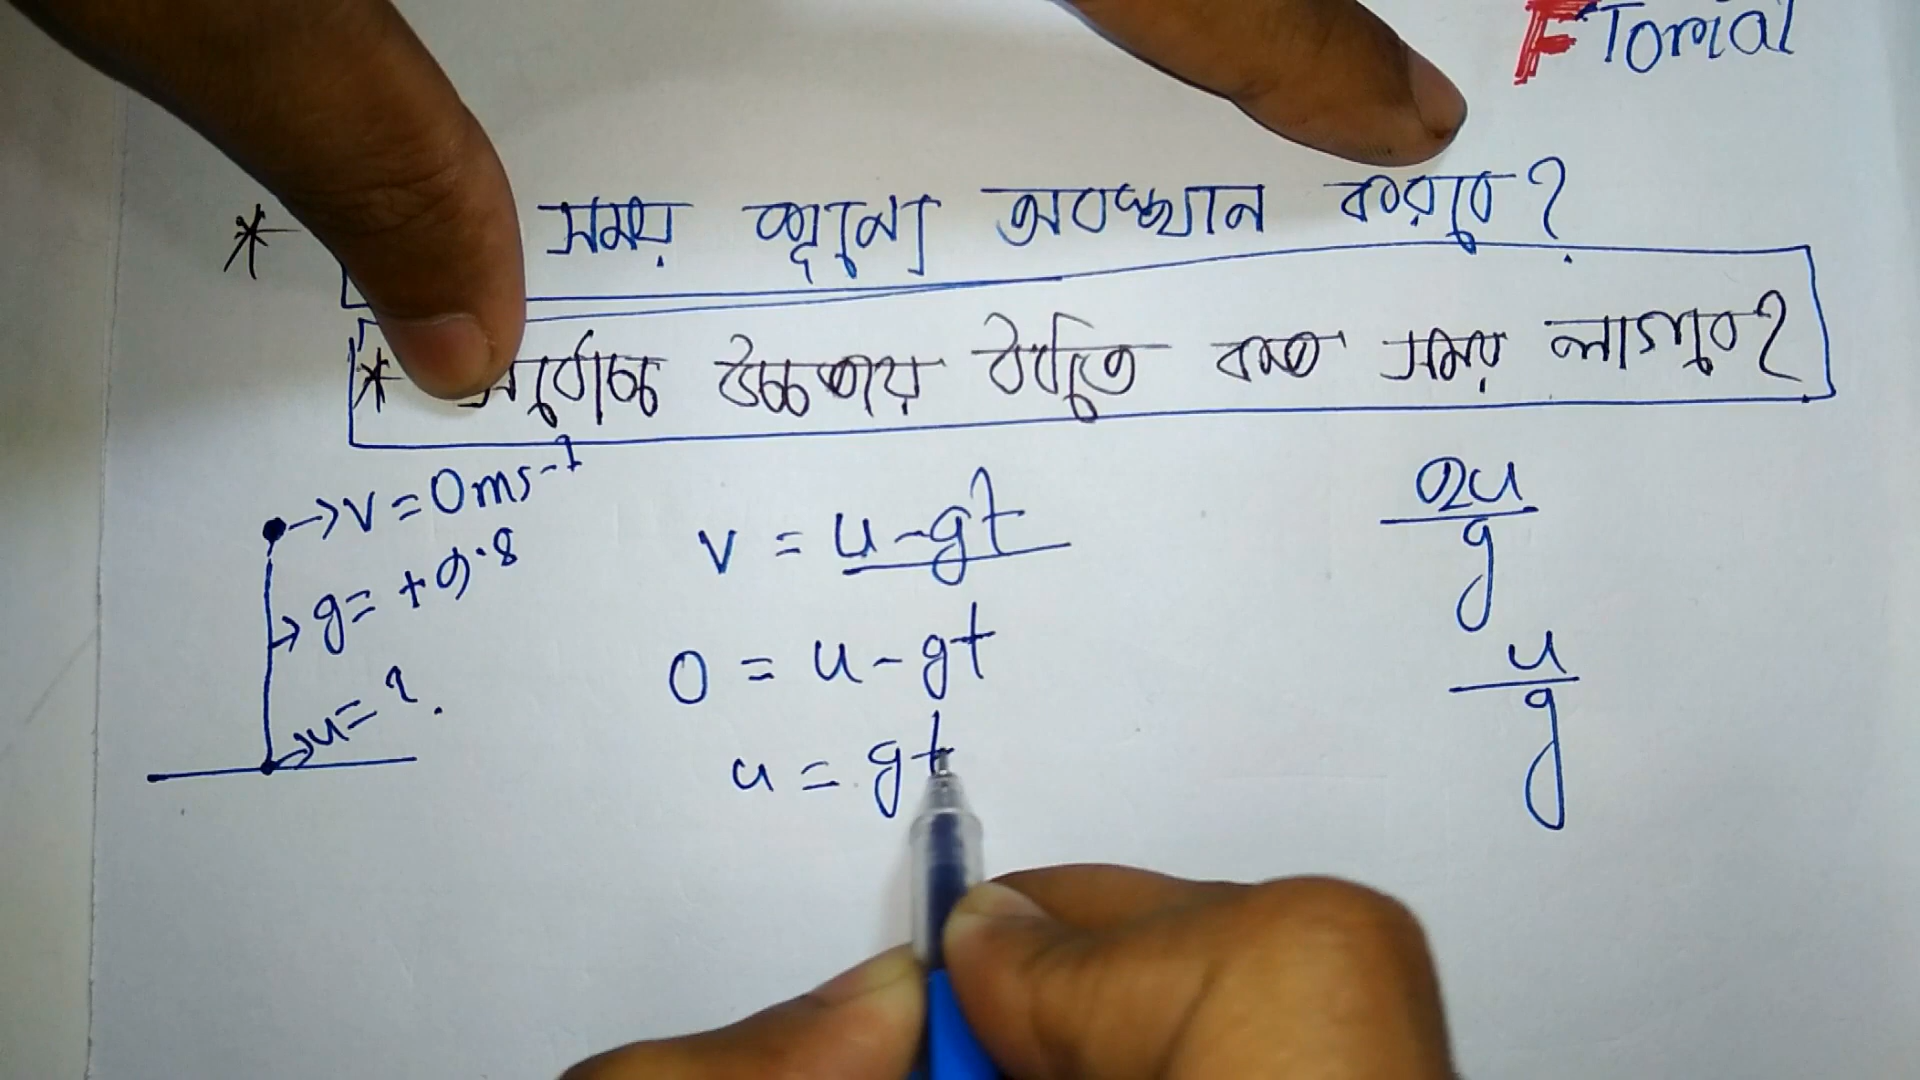 FTorial
* সময় শূন্যে অবস্থান করবে?
* সর্বোচ্চ উচ্চতায় উঠতে কত সময় লাগবে?
v = 0 ms-1
g = +9.8
u = ?
v = u - gt
0 = u - gt
u = gt
2u
g
u
g